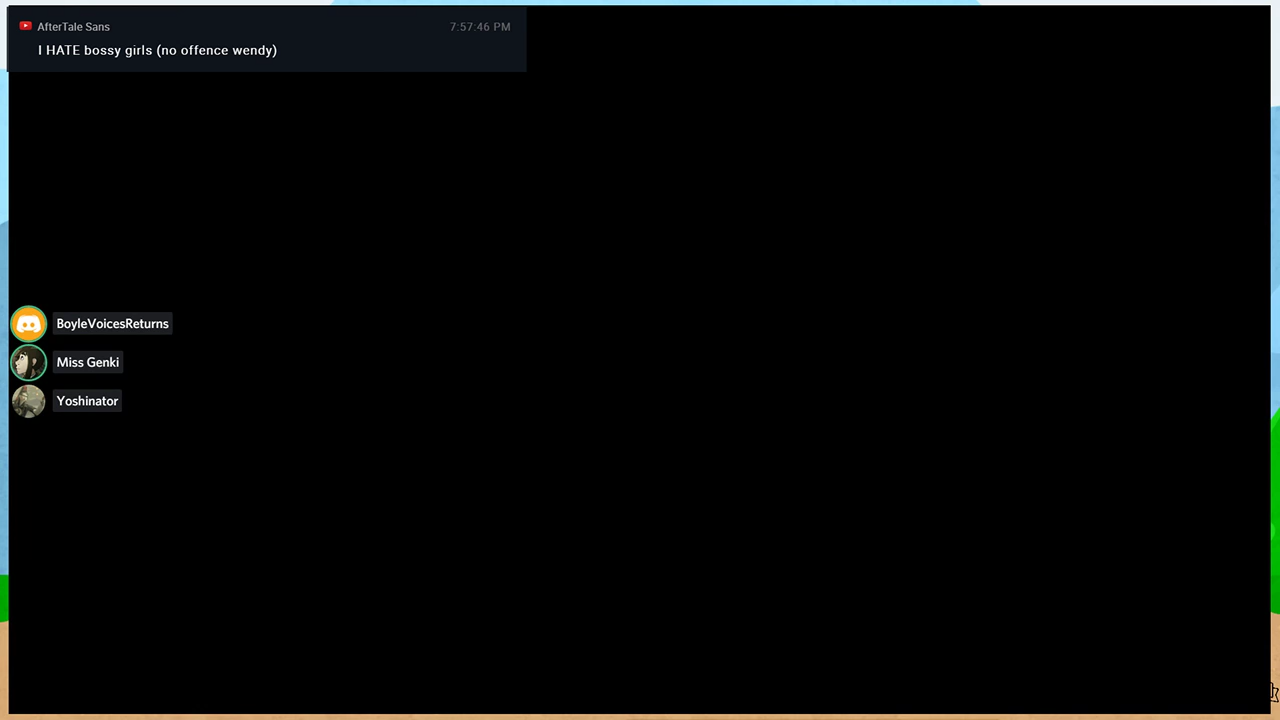 AfterTale Sans 7:57:46 PM
I HATE bossy girls (no offence wendy)
BoyleVoicesReturns
Miss Genki
Yoshinator